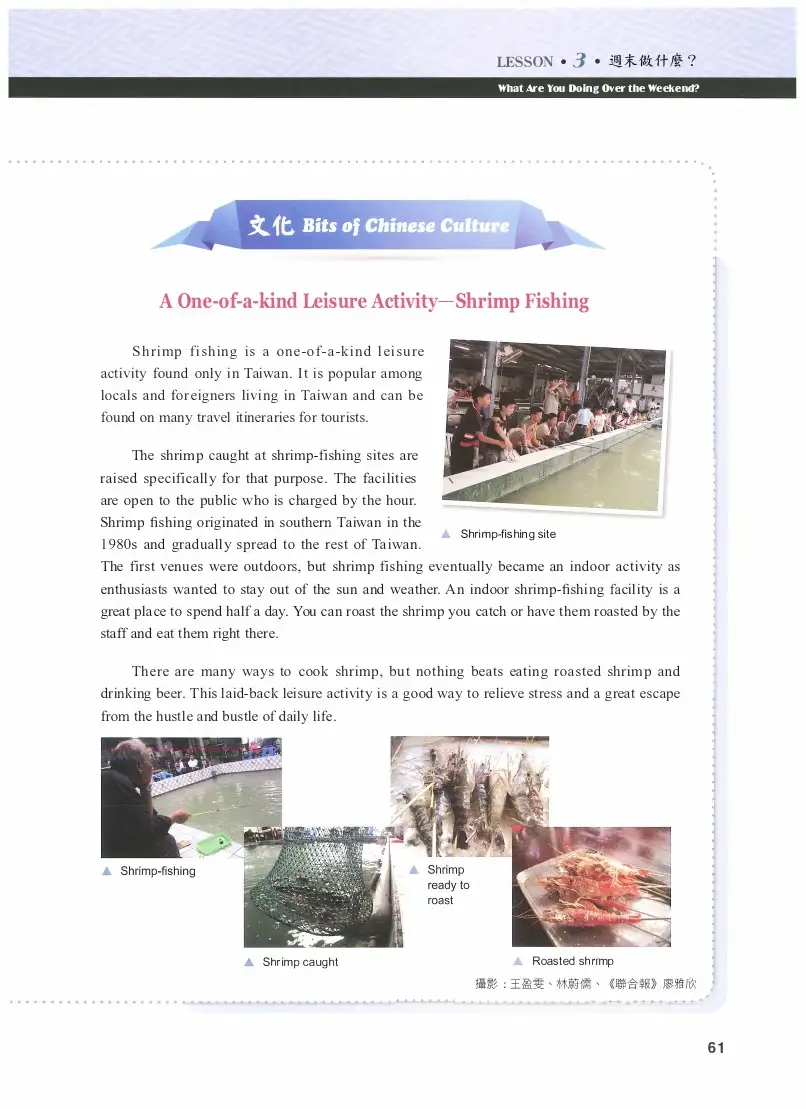 LESSON • 3 • 週末做什麼？
What Are You Doing Over the Weekend?
文化 Bits of Chinese Culture
A One-of-a-kind Leisure Activity—Shrimp Fishing
Shrimp fishing is a one-of-a-kind leisure
activity found only in Taiwan. It is popular among
locals and foreigners living in Taiwan and can be
found on many travel itineraries for tourists.
The shrimp caught at shrimp-fishing sites are
raised specifically for that purpose. The facilities
are open to the public who is charged by the hour.
Shrimp fishing originated in southern Taiwan in the
1980s and gradually spread to the rest of Taiwan.
The first venues were outdoors, but shrimp fishing eventually became an indoor activity as
enthusiasts wanted to stay out of the sun and weather. An indoor shrimp-fishing facility is a
great place to spend half a day. You can roast the shrimp you catch or have them roasted by the
staff and eat them right there.
There are many ways to cook shrimp, but nothing beats eating roasted shrimp and
drinking beer. This laid-back leisure activity is a good way to relieve stress and a great escape
from the hustle and bustle of daily life.
▲ Shrimp-fishing site
▲ Shrimp-fishing
▲ Shrimp caught
▲ Shrimp
ready to
roast
▲ Roasted shrimp
攝影：王盈雯、林蔚儒、《聯合報》廖雅欣
61